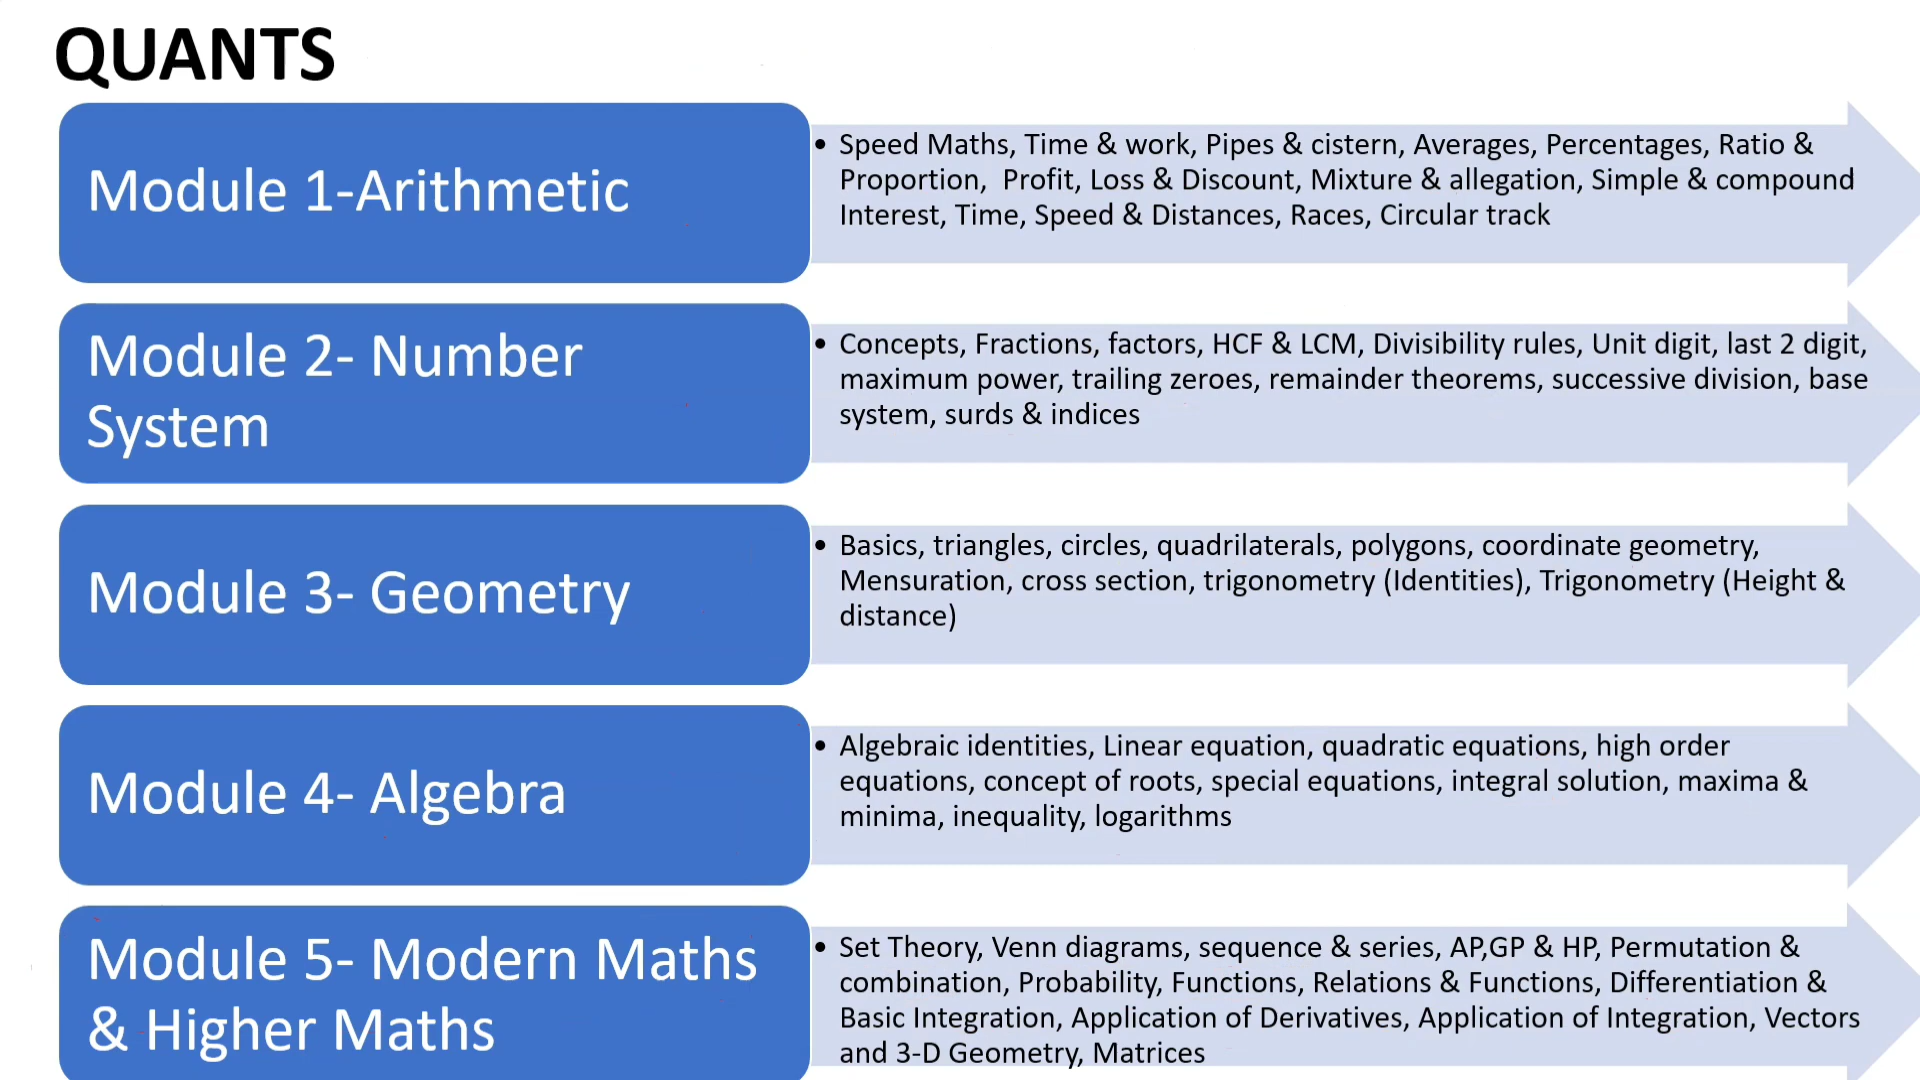 QUANTS
Module 1-Arithmetic
• Speed Maths, Time & work, Pipes & cistern, Averages, Percentages, Ratio &
Proportion,  Profit, Loss & Discount, Mixture & allegation, Simple & compound
Interest, Time, Speed & Distances, Races, Circular track
Module 2- Number
System
• Concepts, Fractions, factors, HCF & LCM, Divisibility rules, Unit digit, last 2 digit,
maximum power, trailing zeroes, remainder theorems, successive division, base
system, surds & indices
Module 3- Geometry
• Basics, triangles, circles, quadrilaterals, polygons, coordinate geometry,
Mensuration, cross section, trigonometry (Identities), Trigonometry (Height &
distance)
Module 4- Algebra
• Algebraic identities, Linear equation, quadratic equations, high order
equations, concept of roots, special equations, integral solution, maxima &
minima, inequality, logarithms
Module 5- Modern Maths
& Higher Maths
• Set Theory, Venn diagrams, sequence & series, AP,GP & HP, Permutation &
combination, Probability, Functions, Relations & Functions, Differentiation &
Basic Integration, Application of Derivatives, Application of Integration, Vectors
and 3-D Geometry, Matrices